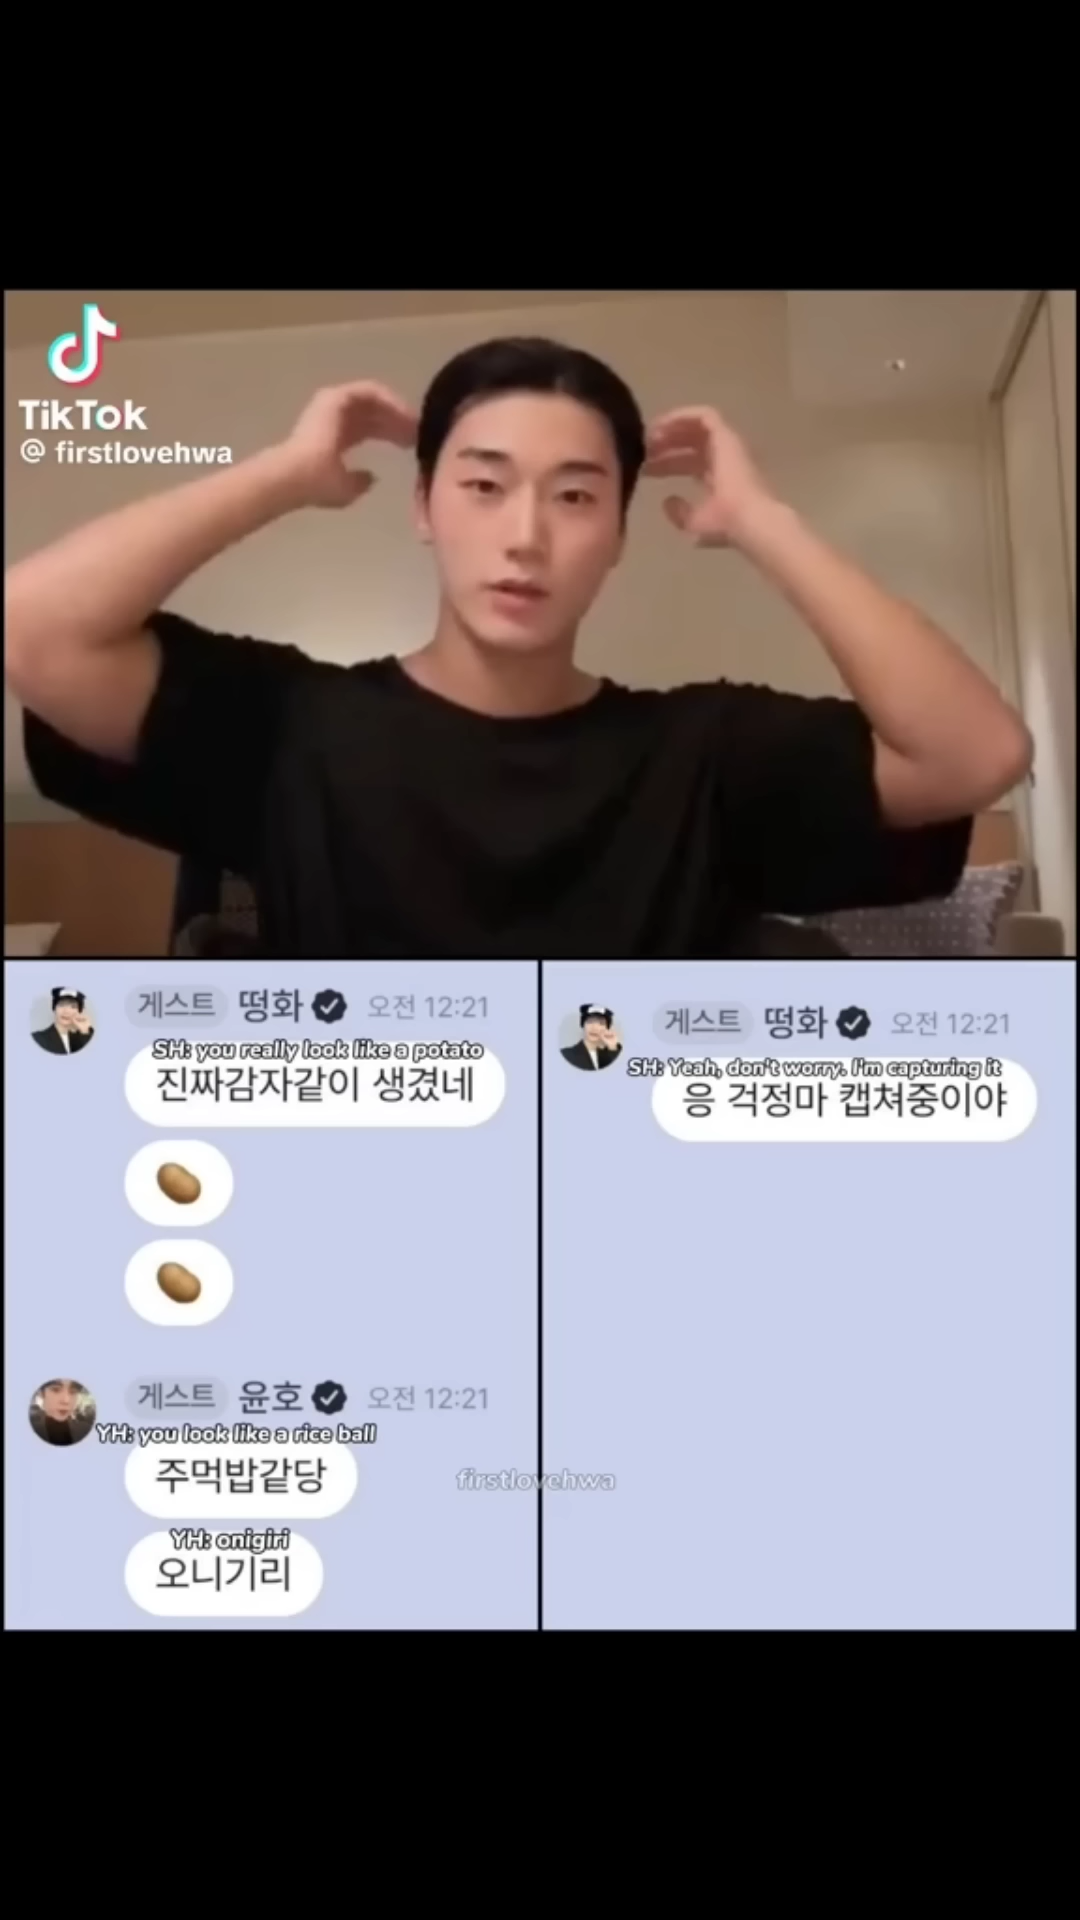 TikTok
@ firstlovehwa
게스트 떵화 오전 12:21
SH: you really look like a potato
진짜감자같이 생겼네
게스트 윤호 오전 12:21
YH: you look like a rice ball
주먹밥같당
YH: onigiri
오니기리
게스트 떵화 오전 12:21
SH: Yeah, don't worry. I'm capturing it
응 걱정마 캡쳐중이야
firstlovehwa